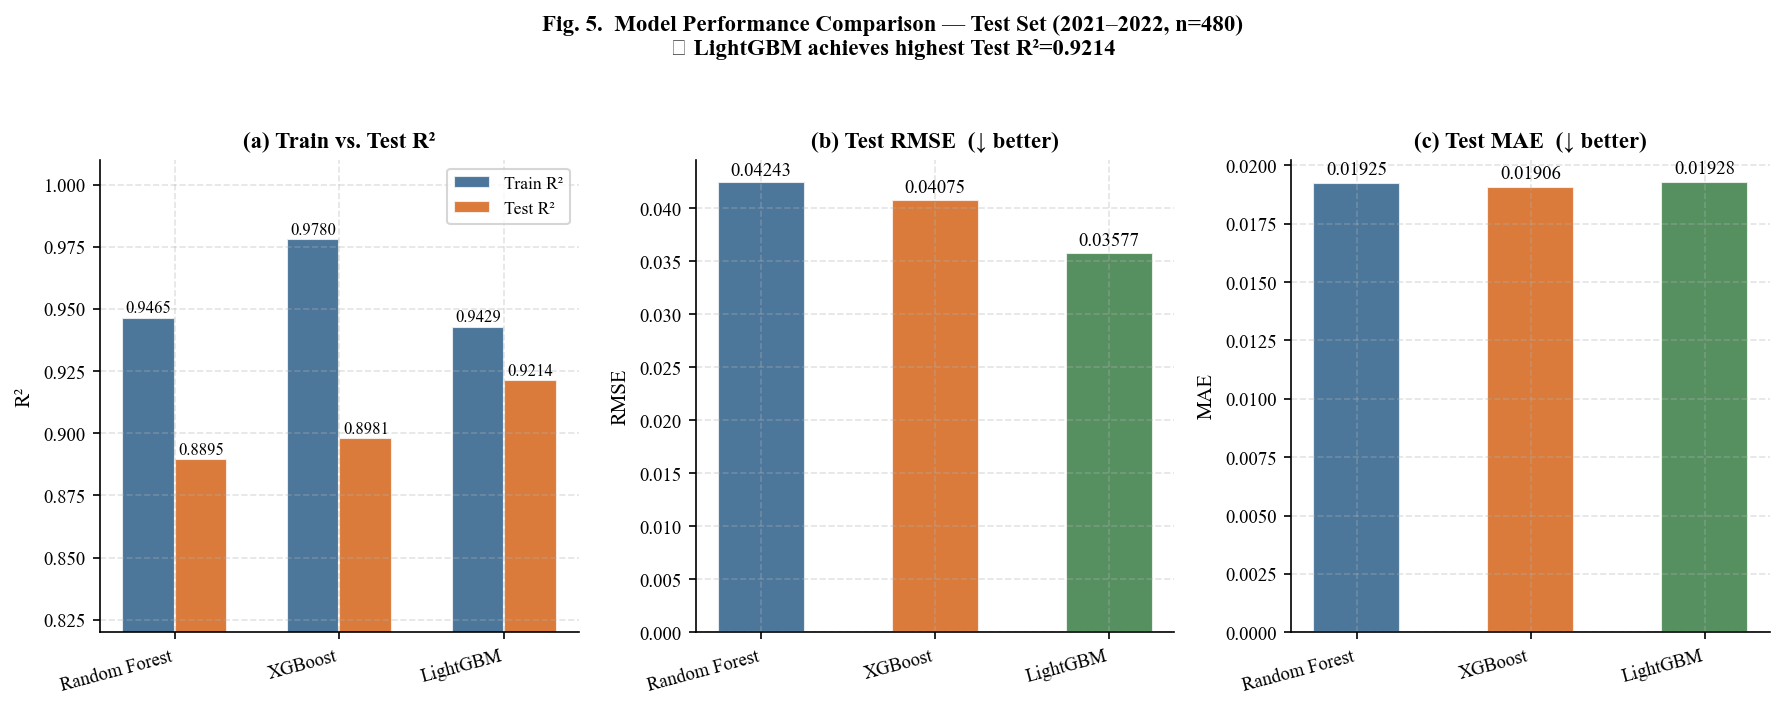 Fig. 5.  Model Performance Comparison — Test Set (2021–2022, n=480)
▯ LightGBM achieves highest Test R²=0.9214
(a) Train vs. Test R²
Train R²
Test R²
1.000
0.975
0.950
0.925
0.900
0.875
0.850
0.825
R²
0.9465
0.8895
0.9780
0.8981
0.9429
0.9214
Random Forest
XGBoost
LightGBM
(b) Test RMSE  (↓ better)
0.040
0.035
0.030
0.025
0.020
0.015
0.010
0.005
0.000
RMSE
0.04243
0.04075
0.03577
Random Forest
XGBoost
LightGBM
(c) Test MAE  (↓ better)
0.0200
0.0175
0.0150
0.0125
0.0100
0.0075
0.0050
0.0025
0.0000
MAE
0.01925
0.01906
0.01928
Random Forest
XGBoost
LightGBM